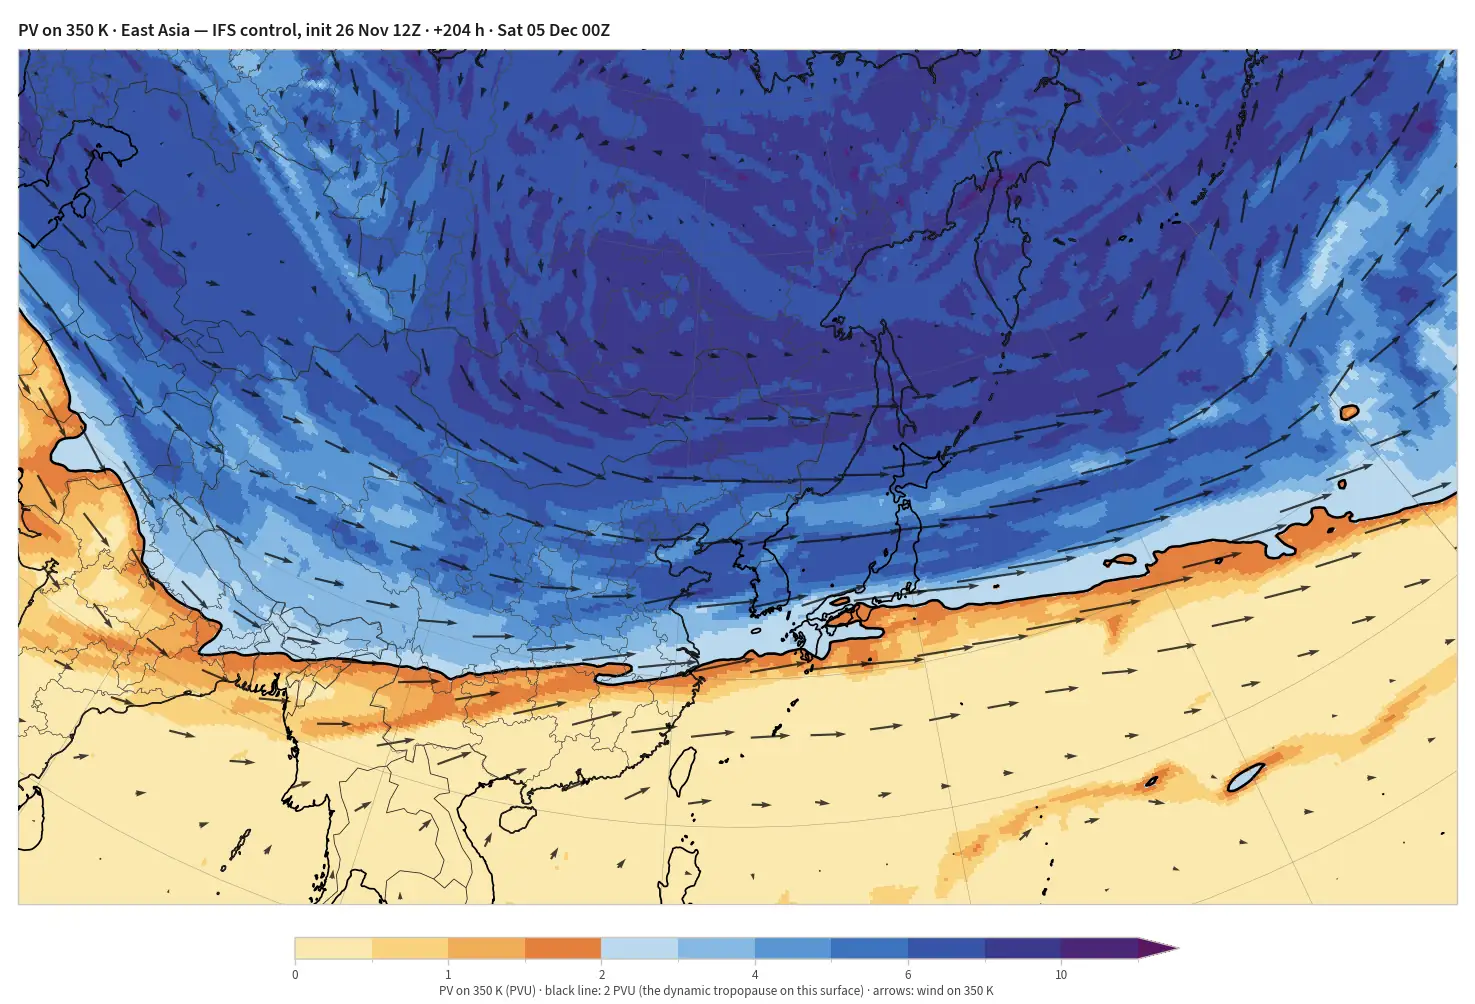 PV on 350 K · East Asia — IFS control, init 26 Nov 12Z · +204 h · Sat 05 Dec 00Z
0 1 2 4 6 10
PV on 350 K (PVU) · black line: 2 PVU (the dynamic tropopause on this surface) · arrows: wind on 350 K